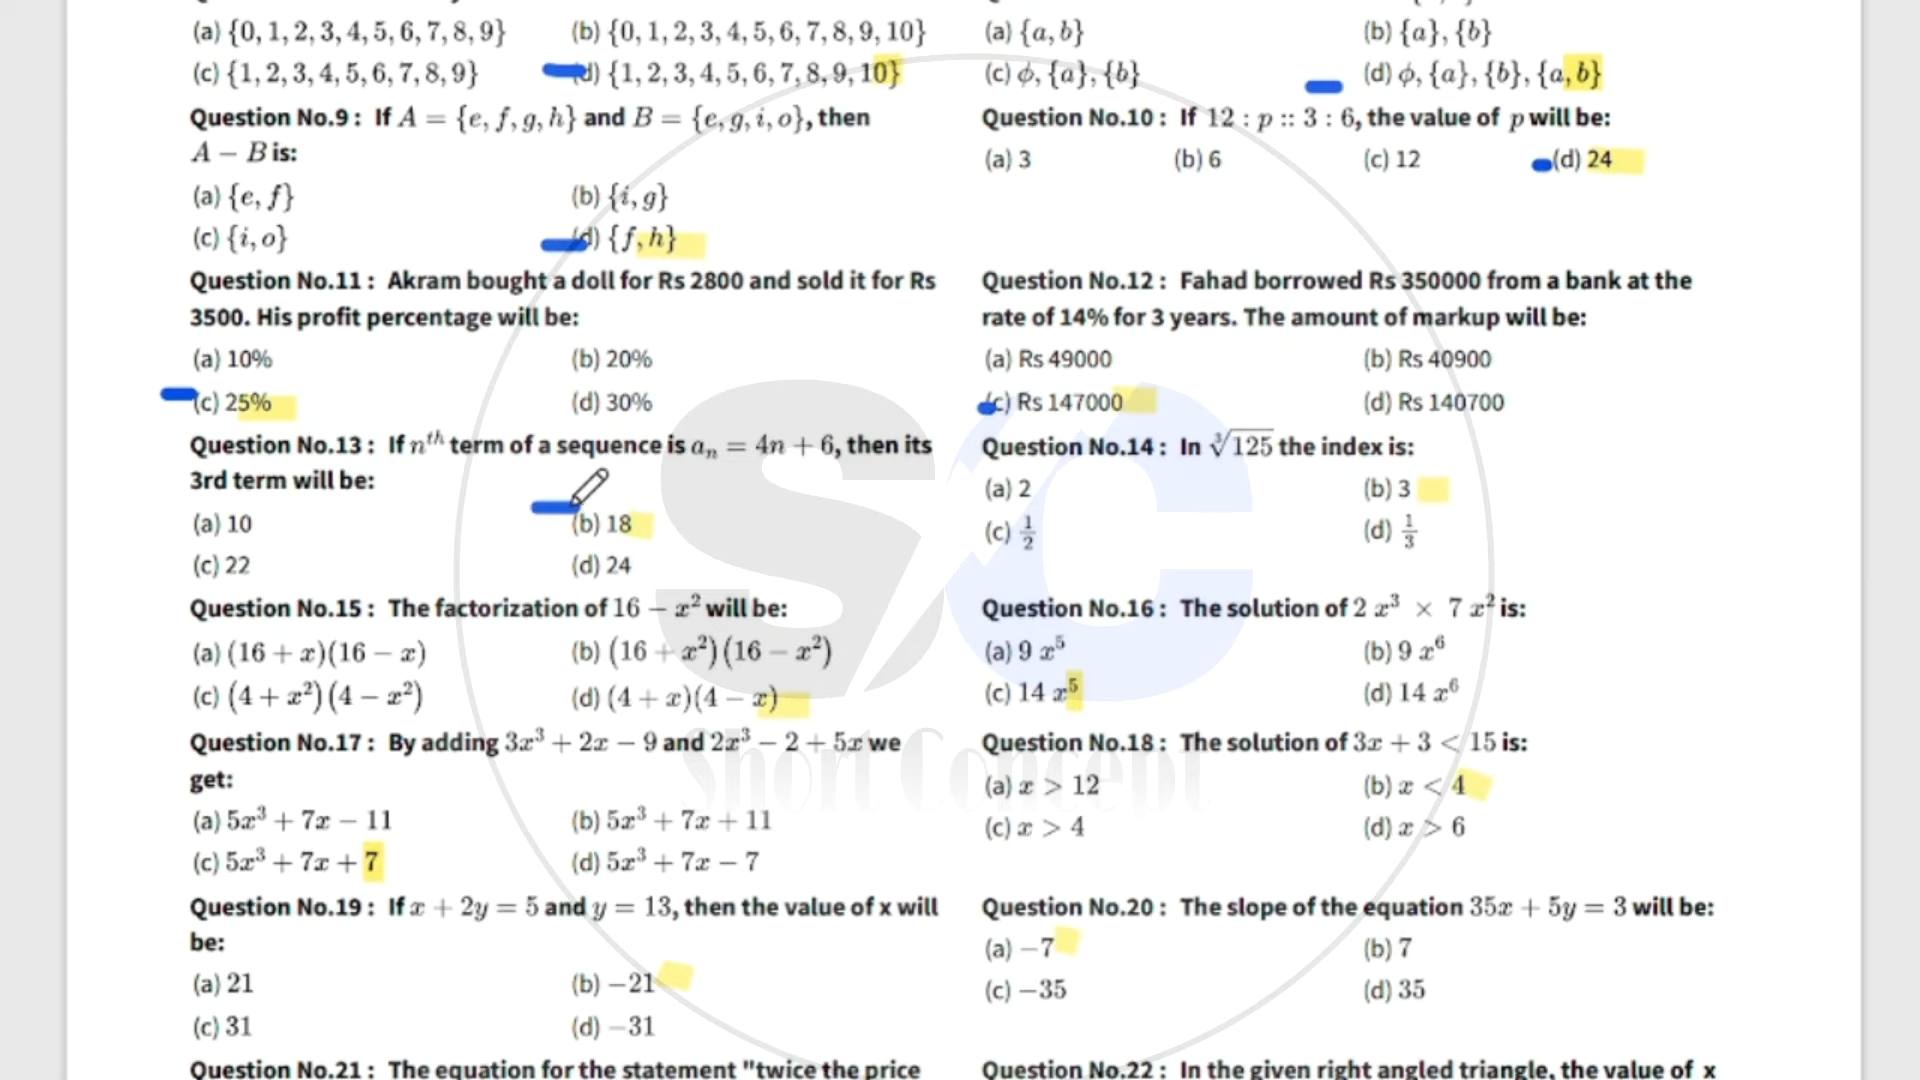 (a) {0, 1, 2, 3, 4, 5, 6, 7, 8, 9} (b) {0, 1, 2, 3, 4, 5, 6, 7, 8, 9, 10}
(c) {1, 2, 3, 4, 5, 6, 7, 8, 9} (d) {1, 2, 3, 4, 5, 6, 7, 8, 9, 10}
(a) {a, b} (b) {a}, {b}
(c) ϕ, {a}, {b} (d) ϕ, {a}, {b}, {a, b}
Question No.9 : If A = {e, f, g, h} and B = {e, g, i, o}, then
A − B is:
(a) {e, f} (b) {i, g}
(c) {i, o} (d) {f, h}
Question No.10 : If 12 : p :: 3 : 6, the value of p will be:
(a) 3 (b) 6 (c) 12 (d) 24
Question No.11 : Akram bought a doll for Rs 2800 and sold it for Rs
3500. His profit percentage will be:
(a) 10% (b) 20%
(c) 25% (d) 30%
Question No.12 : Fahad borrowed Rs 350000 from a bank at the
rate of 14% for 3 years. The amount of markup will be:
(a) Rs 49000 (b) Rs 40900
(c) Rs 147000 (d) Rs 140700
Question No.13 : If nᵗʰ term of a sequence is aₙ = 4n + 6, then its
3rd term will be:
(a) 10 (b) 18
(c) 22 (d) 24
Question No.14 : In ∛125 the index is:
(a) 2 (b) 3
(c) 1/2 (d) 1/3
Question No.15 : The factorization of 16 − x² will be:
(a) (16 + x)(16 − x) (b) (16 + x²)(16 − x²)
(c) (4 + x²)(4 − x²) (d) (4 + x)(4 − x)
Question No.16 : The solution of 2 x³ × 7 x² is:
(a) 9 x⁵ (b) 9 x⁶
(c) 14 x⁵ (d) 14 x⁶
Question No.17 : By adding 3x³ + 2x − 9 and 2x³ − 2 + 5x we
get:
(a) 5x³ + 7x − 11 (b) 5x³ + 7x + 11
(c) 5x³ + 7x + 7 (d) 5x³ + 7x − 7
Question No.18 : The solution of 3x + 3 < 15 is:
(a) x > 12 (b) x < 4
(c) x > 4 (d) x > 6
Question No.19 : If x + 2y = 5 and y = 13, then the value of x will
be:
(a) 21 (b) −21
(c) 31 (d) −31
Question No.20 : The slope of the equation 35x + 5y = 3 will be:
(a) −7 (b) 7
(c) −35 (d) 35
Question No.21 : The equation for the statement "twice the price
Question No.22 : In the given right angled triangle, the value of x
SC
Short Concept